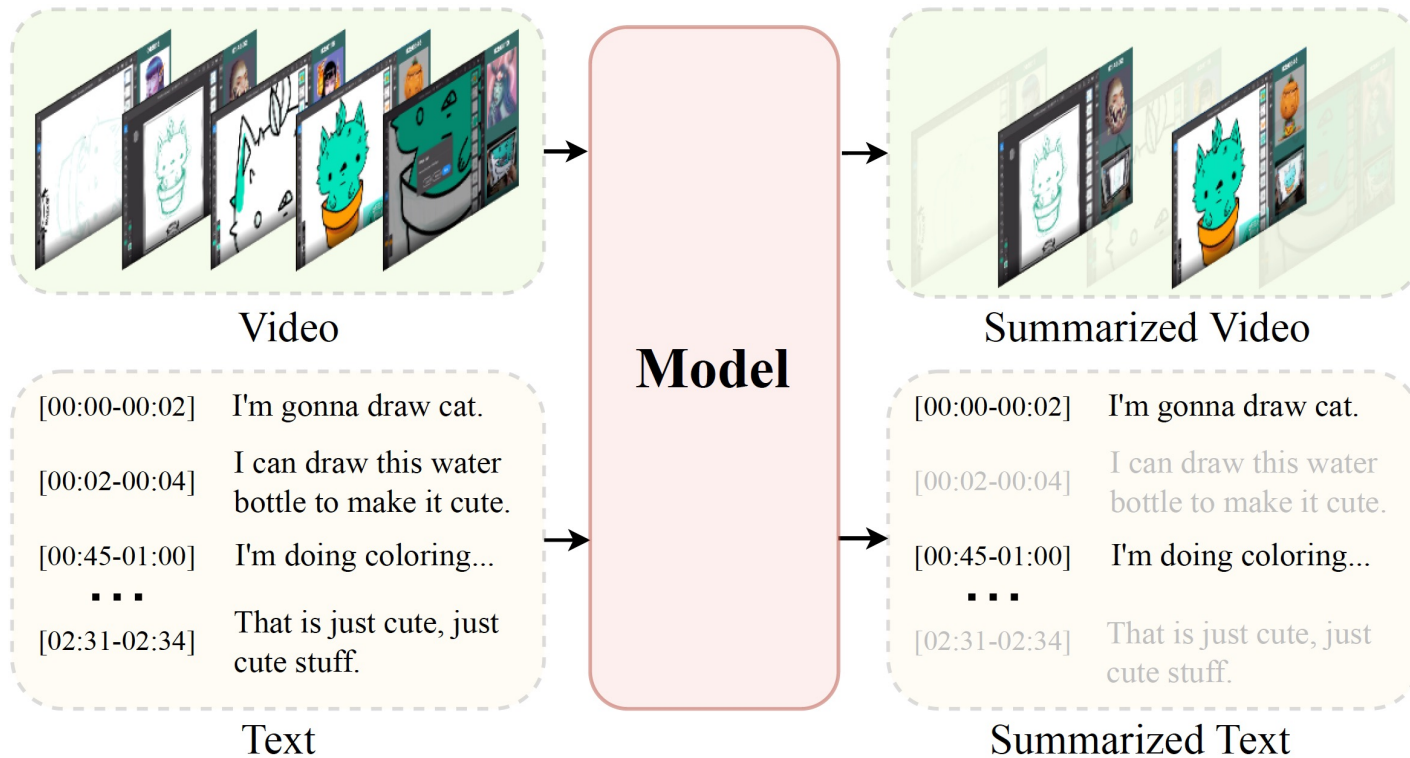 Video
Model
Summarized Video
[00:00-00:02] I'm gonna draw cat.
[00:02-00:04] I can draw this water
bottle to make it cute.
[00:45-01:00] I'm doing coloring...
...
[02:31-02:34] That is just cute, just
cute stuff.
Text
[00:00-00:02] I'm gonna draw cat.
[00:02-00:04] I can draw this water
bottle to make it cute.
[00:45-01:00] I'm doing coloring...
...
[02:31-02:34] That is just cute, just
cute stuff.
Summarized Text